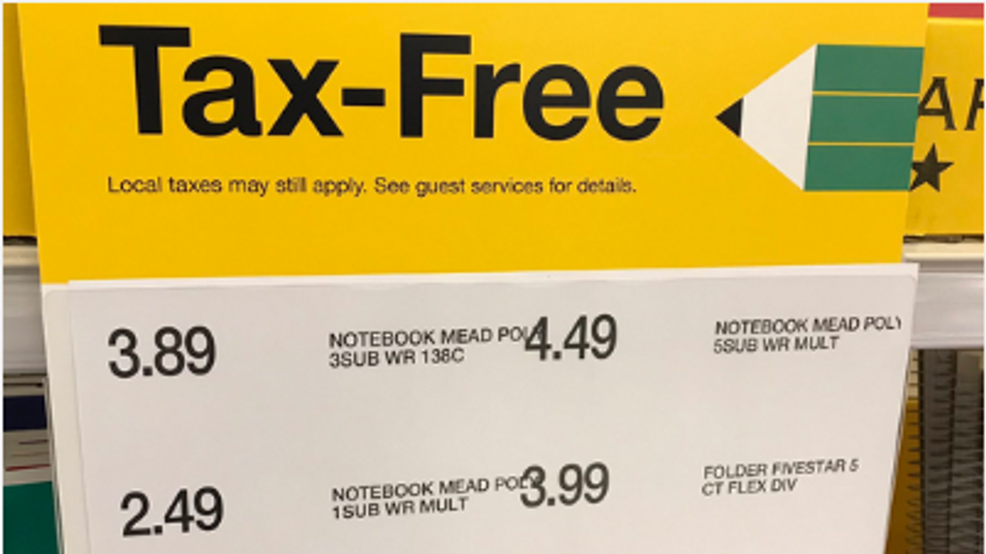 Tax-Free
Local taxes may still apply. See guest services for details.
3.89
NOTEBOOK MEAD POLY
3SUB WR 138C
4.49
NOTEBOOK MEAD POLY
5SUB WR MULT
2.49
NOTEBOOK MEAD POLY
1SUB WR MULT
3.99
FOLDER FIVESTAR 5
CT FLEX DIV